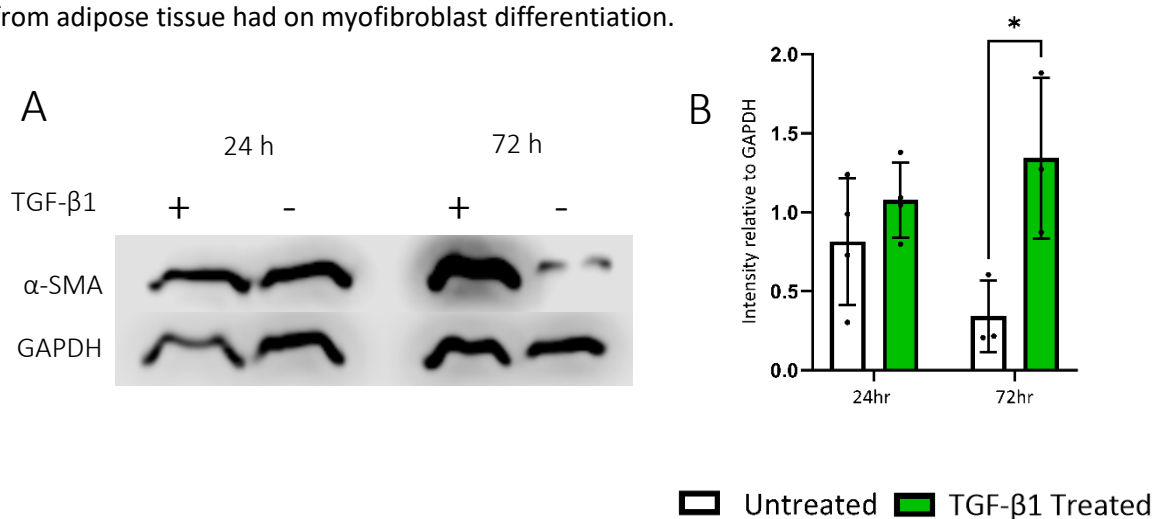 from adipose tissue had on myofibroblast differentiation.
A
24 h 72 h
TGF-β1 + - + -
α-SMA
GAPDH
B
*
Intensity relative to GAPDH
2.0
1.5
1.0
0.5
0.0
24hr 72hr
Untreated TGF-β1 Treated